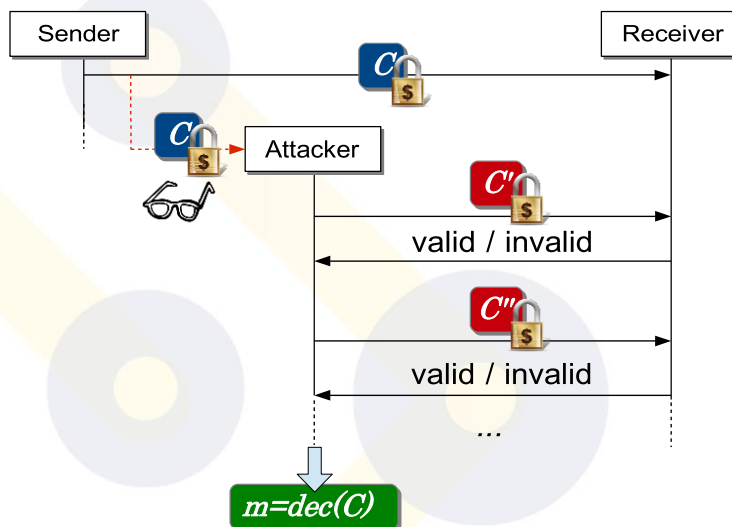 Sender
Receiver
C
$
C
$
Attacker
C'
$
valid / invalid
C"
$
valid / invalid
...
m=dec(C)